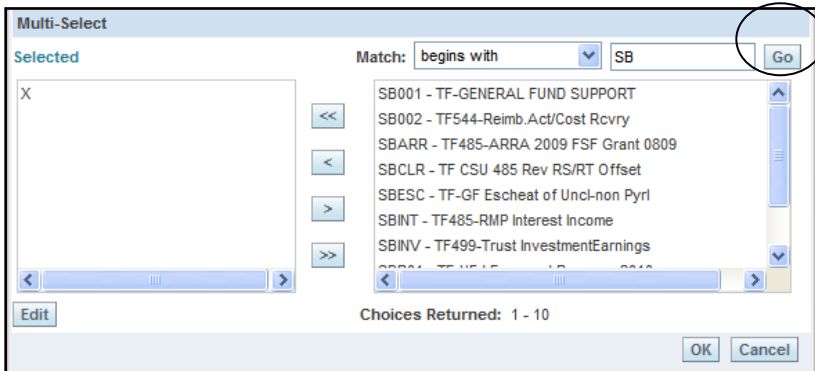 Multi-Select
Selected
Match: begins with SB Go
X
SB001 - TF-GENERAL FUND SUPPORT
<<
SB002 - TF544-Reimb.Act/Cost Rcvry
SBARR - TF485-ARRA 2009 FSF Grant 0809
<
SBCLR - TF CSU 485 Rev RS/RT Offset
SBESC - TF-GF Escheat of Uncl-non Pyrl
>
SBINT - TF485-RMP Interest Income
SBINV - TF499-Trust InvestmentEarnings
>>
Edit
Choices Returned: 1 - 10
OK Cancel